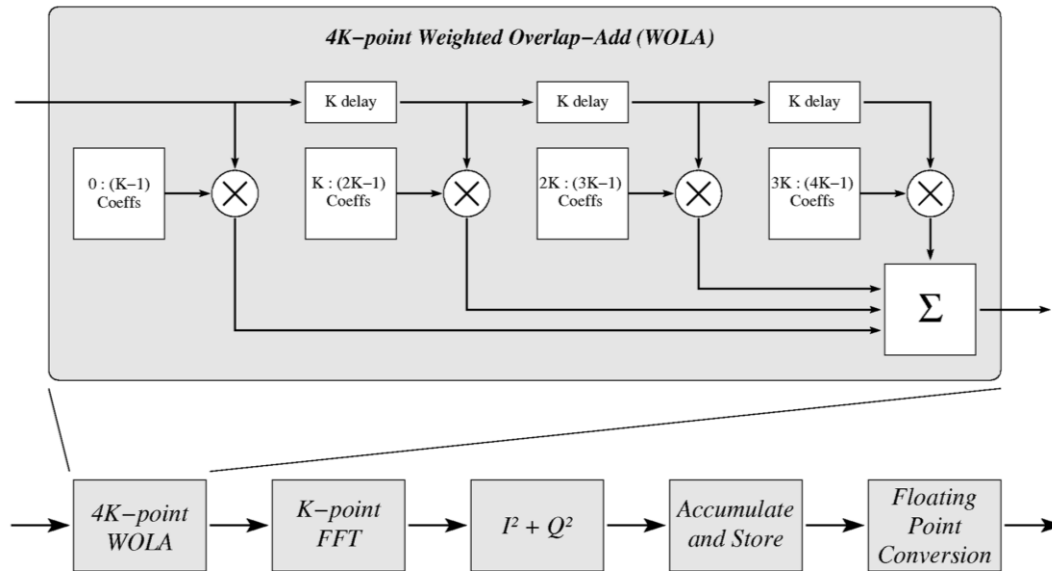 4K−point Weighted Overlap−Add (WOLA)
K delay
K delay
K delay
0 : (K−1)
Coeffs
K : (2K−1)
Coeffs
2K : (3K−1)
Coeffs
3K : (4K−1)
Coeffs
Σ
4K−point
WOLA
K−point
FFT
I² + Q²
Accumulate
and Store
Floating
Point
Conversion